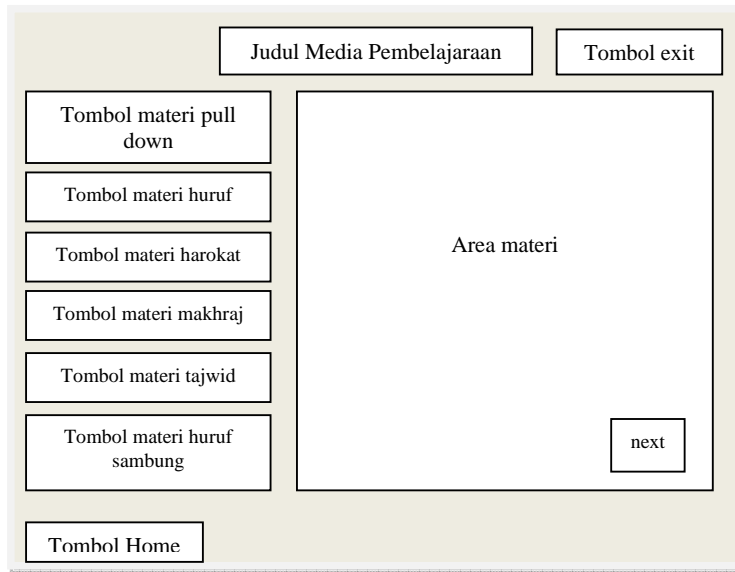 Judul Media Pembelajaraan
Tombol exit
Tombol materi pull
down
Tombol materi huruf
Tombol materi harokat
Tombol materi makhraj
Tombol materi tajwid
Tombol materi huruf
sambung
Area materi
next
Tombol Home